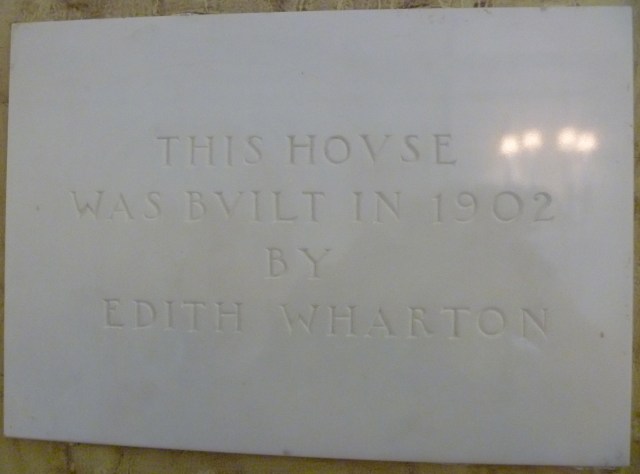 THIS HOVSE
WAS BVILT IN 1902
BY
EDITH WHARTON